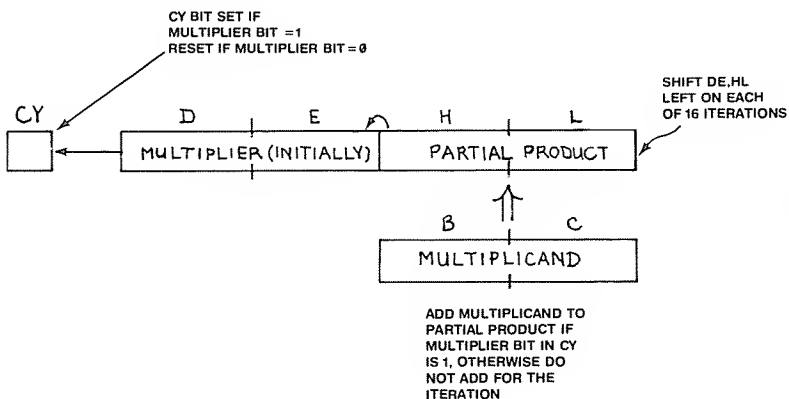 CY BIT SET IF
MULTIPLIER BIT =1
RESET IF MULTIPLIER BIT=0
SHIFT DE,HL
LEFT ON EACH
OF 16 ITERATIONS
CY
D E H L
MULTIPLIER (INITIALLY) PARTIAL PRODUCT
B C
MULTIPLICAND
ADD MULTIPLICAND TO
PARTIAL PRODUCT IF
MULTIPLIER BIT IN CY
IS 1, OTHERWISE DO
NOT ADD FOR THE
ITERATION